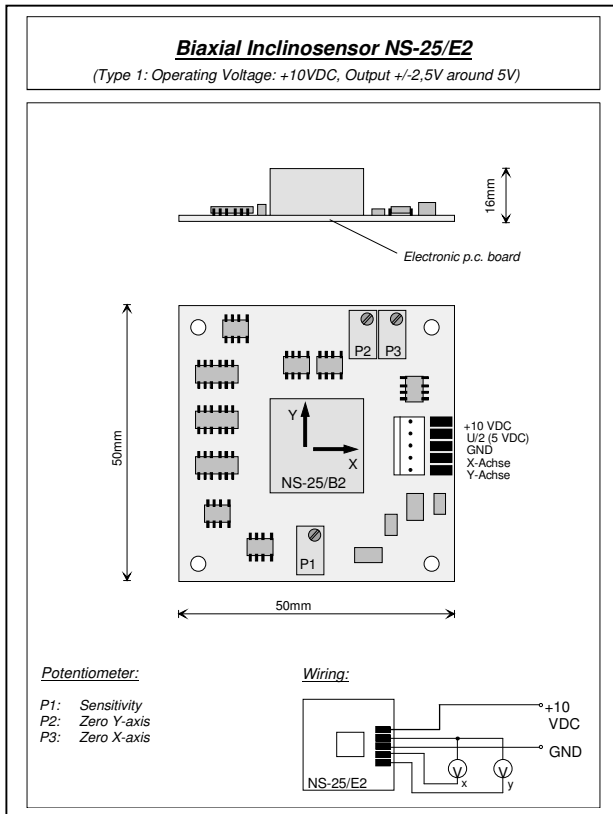 Biaxial Inclinosensor NS-25/E2
(Type 1: Operating Voltage: +10VDC, Output +/-2,5V around 5V)
16mm
Electronic p.c. board
50mm
P2
P3
Y
X
NS-25/B2
+10 VDC
U/2 (5 VDC)
GND
X-Achse
Y-Achse
P1
50mm
Potentiometer:
P1: Sensitivity
P2: Zero Y-axis
P3: Zero X-axis
Wiring:
+10
VDC
GND
V
x
V
y
NS-25/E2